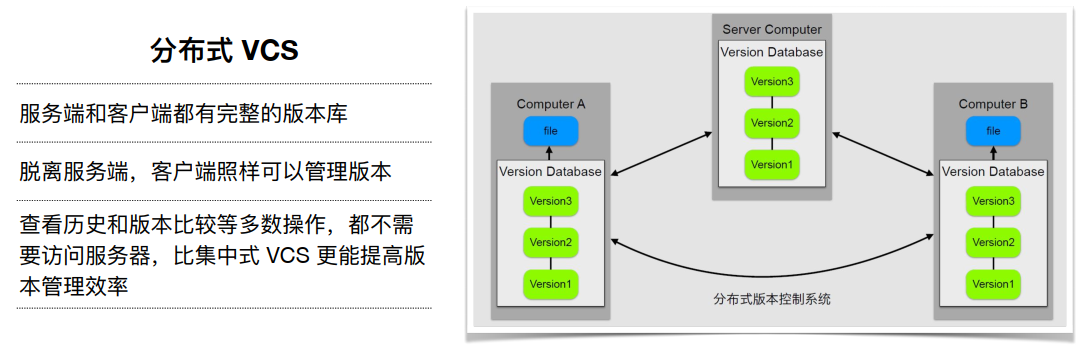 分布式 VCS
服务端和客户端都有完整的版本库
脱离服务端，客户端照样可以管理版本
查看历史和版本比较等多数操作，都不需
要访问服务器，比集中式 VCS 更能提高版
本管理效率
Server Computer
Version Database
Version3
Version2
Version1
Computer A
file
Version Database
Version3
Version2
Version1
Computer B
file
Version Database
Version3
Version2
Version1
分布式版本控制系统